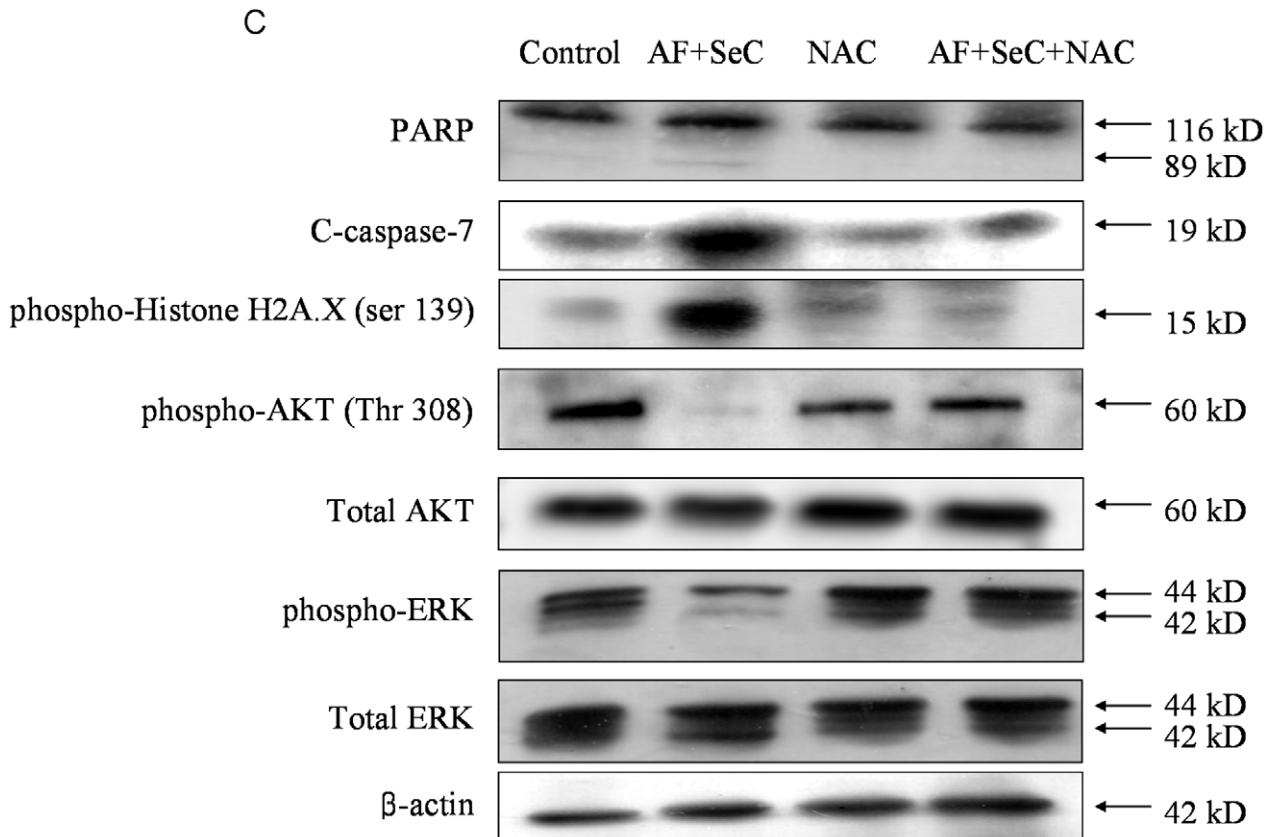 C
Control AF+SeC NAC AF+SeC+NAC
PARP 116 kD
89 kD
C-caspase-7 19 kD
phospho-Histone H2A.X (ser 139) 15 kD
phospho-AKT (Thr 308) 60 kD
Total AKT 60 kD
phospho-ERK 44 kD
42 kD
Total ERK 44 kD
42 kD
β-actin 42 kD